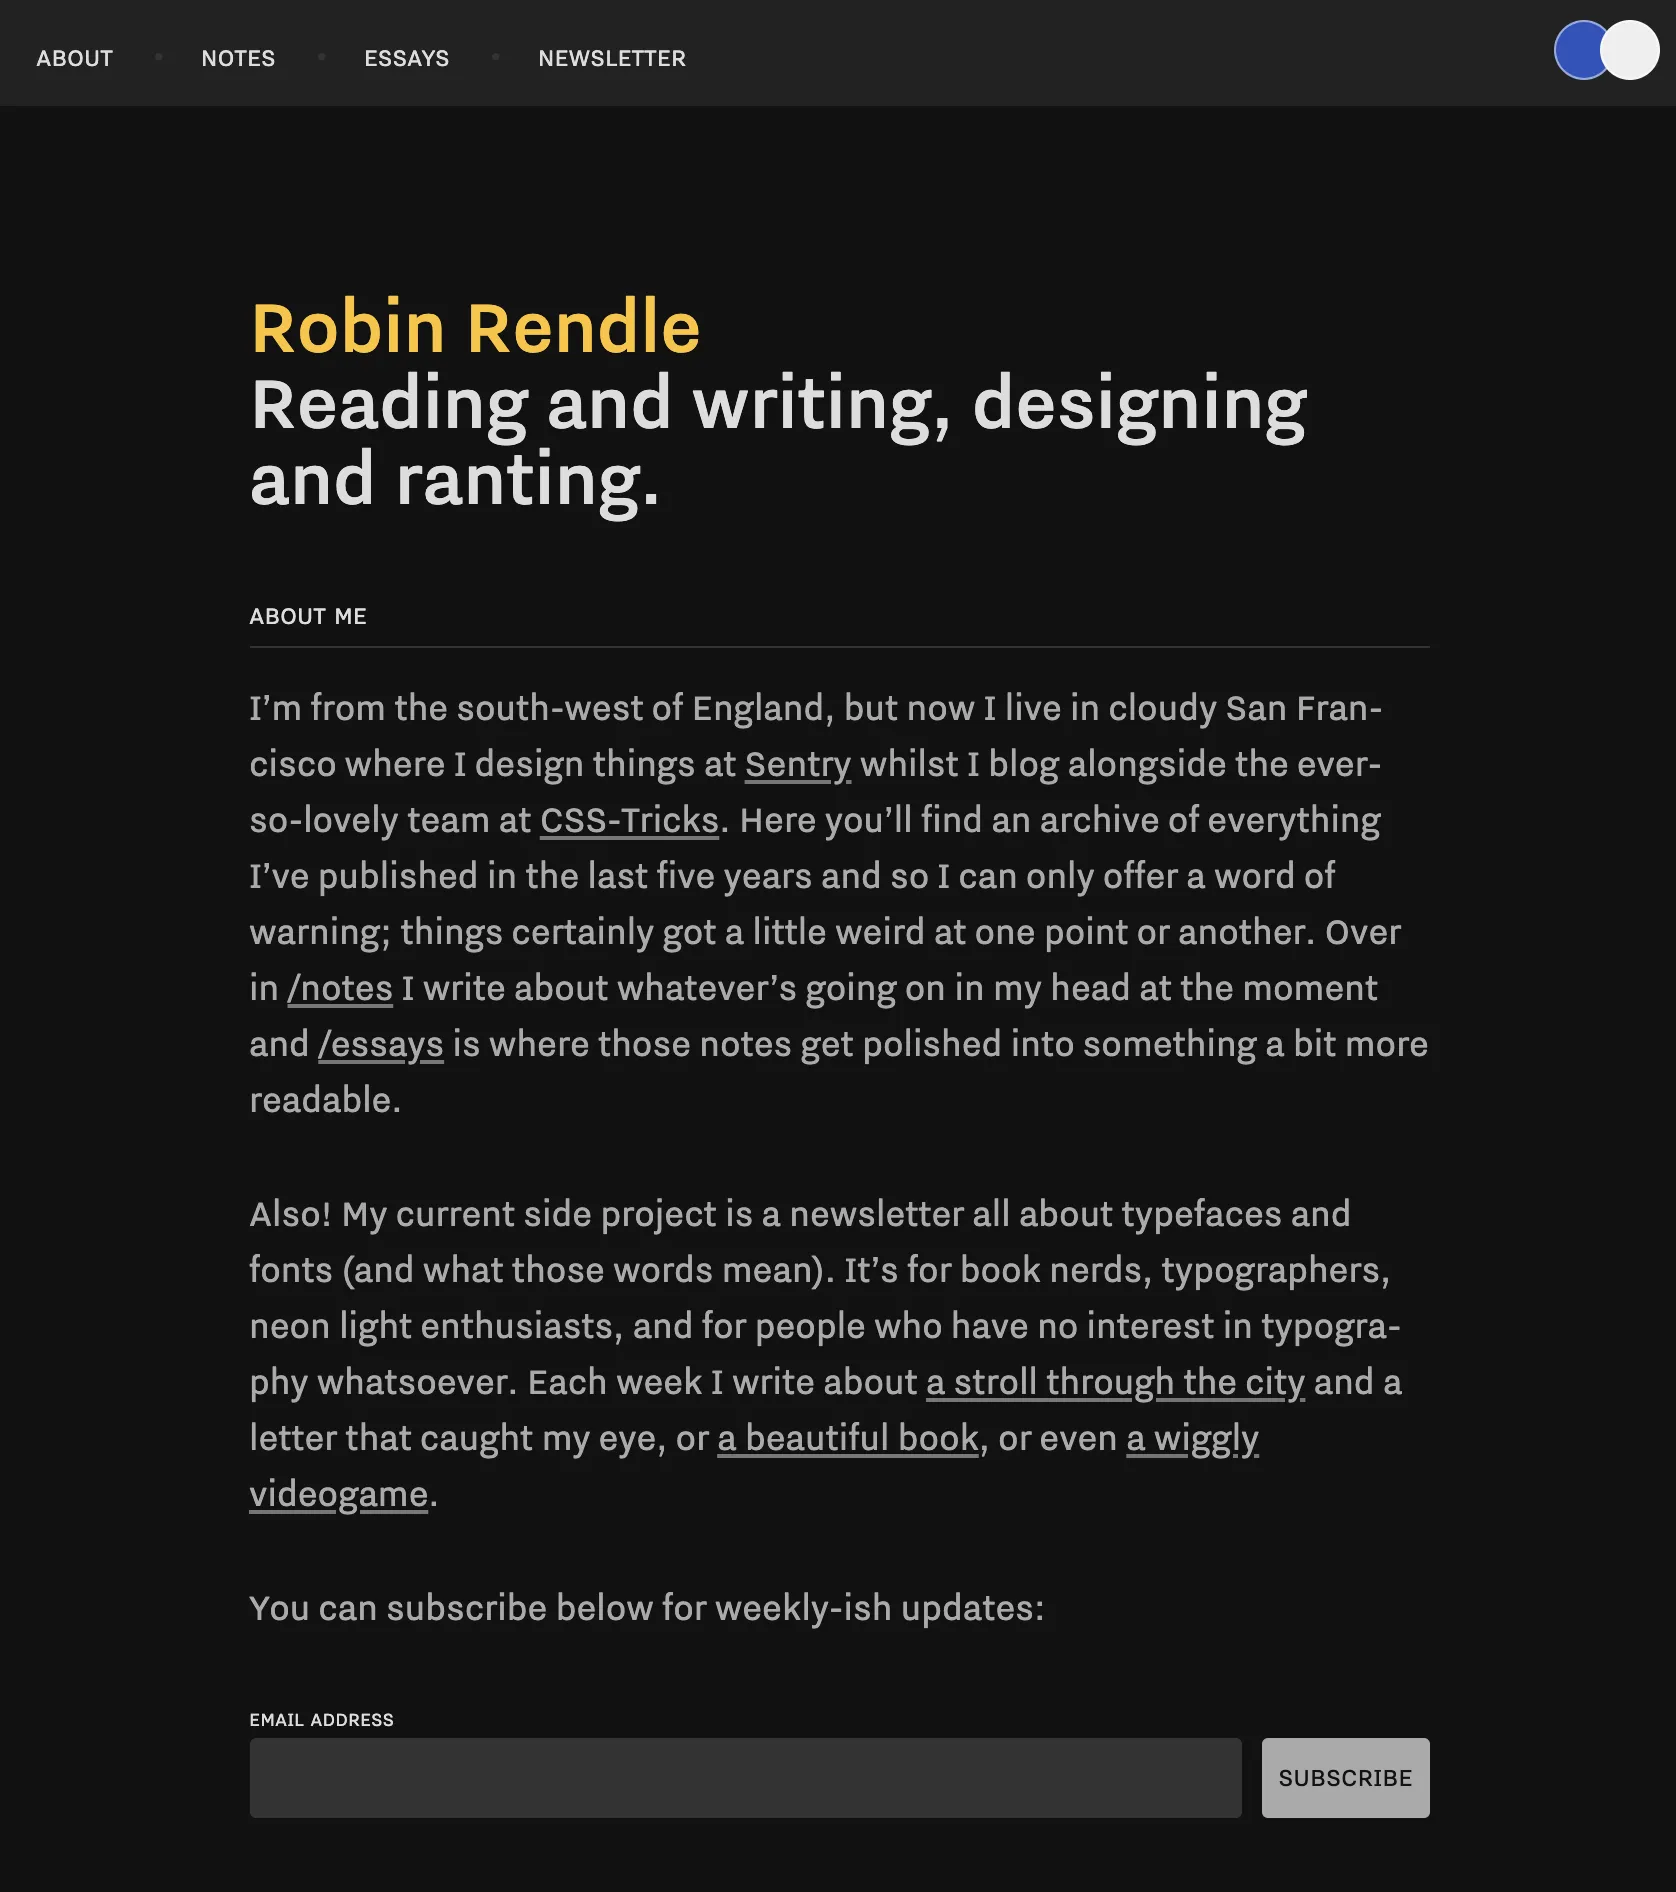 ABOUT • NOTES • ESSAYS • NEWSLETTER
Robin Rendle
Reading and writing, designing
and ranting.
ABOUT ME
I’m from the south-west of England, but now I live in cloudy San Fran-
cisco where I design things at Sentry whilst I blog alongside the ever-
so-lovely team at CSS-Tricks. Here you’ll find an archive of everything
I’ve published in the last five years and so I can only offer a word of
warning; things certainly got a little weird at one point or another. Over
in /notes I write about whatever’s going on in my head at the moment
and /essays is where those notes get polished into something a bit more
readable.
Also! My current side project is a newsletter all about typefaces and
fonts (and what those words mean). It’s for book nerds, typographers,
neon light enthusiasts, and for people who have no interest in typogra-
phy whatsoever. Each week I write about a stroll through the city and a
letter that caught my eye, or a beautiful book, or even a wiggly
videogame.
You can subscribe below for weekly-ish updates:
EMAIL ADDRESS
SUBSCRIBE